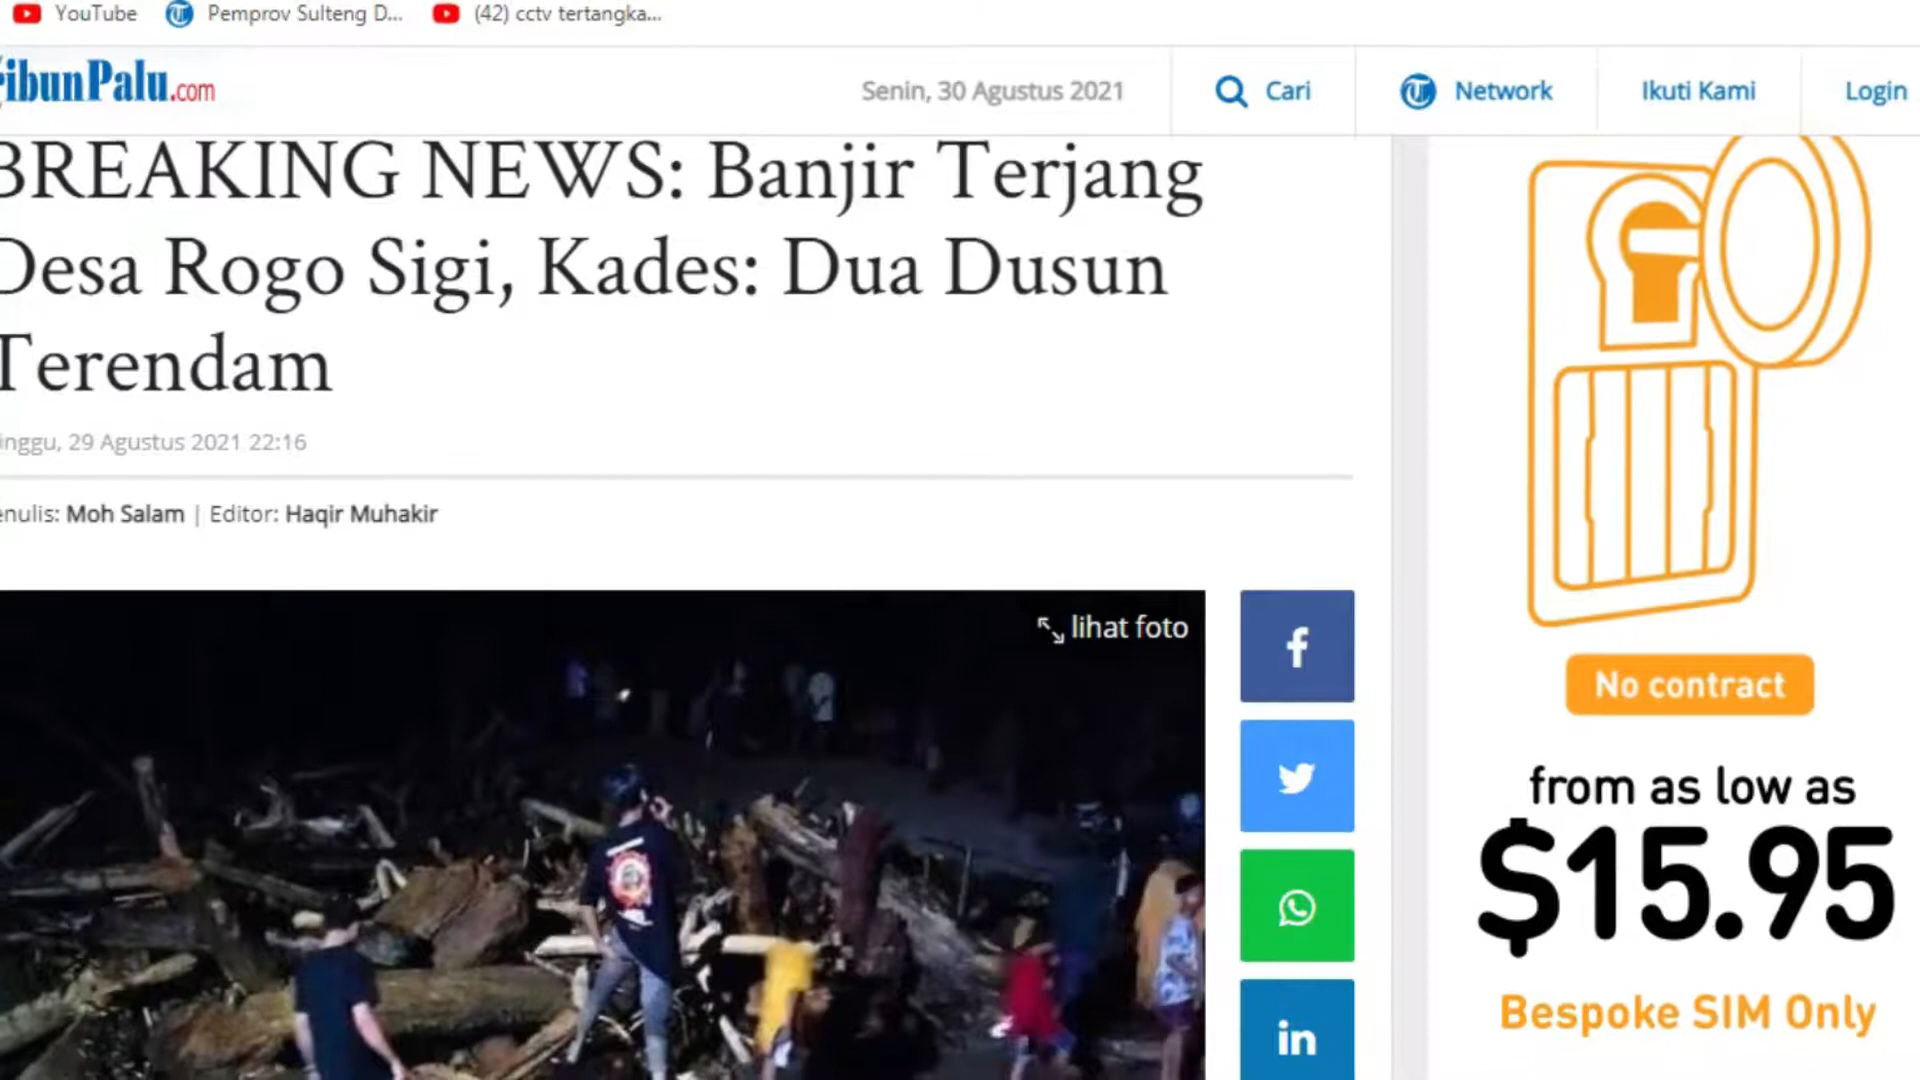 YouTube
Pemprov Sulteng D...
(42) cctv tertangka...
ribunPalu.com
Senin, 30 Agustus 2021
Cari
Network
Ikuti Kami
Login
BREAKING NEWS: Banjir Terjang
Desa Rogo Sigi, Kades: Dua Dusun
Terendam
inggu, 29 Agustus 2021 22:16
enulis: Moh Salam | Editor: Haqir Muhakir
lihat foto
No contract
from as low as
$15.95
Bespoke SIM Only